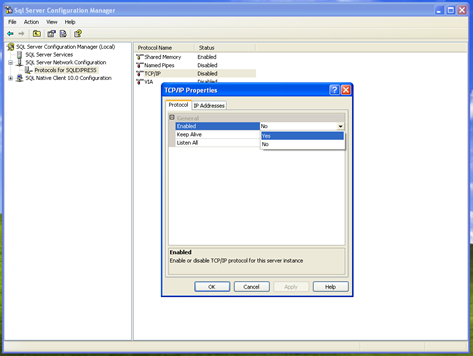 Sql Server Configuration Manager
File Action View Help
SQL Server Configuration Manager (Local)
SQL Server Services
SQL Server Network Configuration
Protocols for SQLEXPRESS
SQL Native Client 10.0 Configuration
Protocol Name Status
Shared Memory Enabled
Named Pipes Disabled
TCP/IP Disabled
VIA Disabled
TCP/IP Properties
Protocol IP Addresses
General
Enabled No
Keep Alive Yes
Listen All No
Enabled
Enable or disable TCP/IP protocol for this server instance
OK Cancel Apply Help